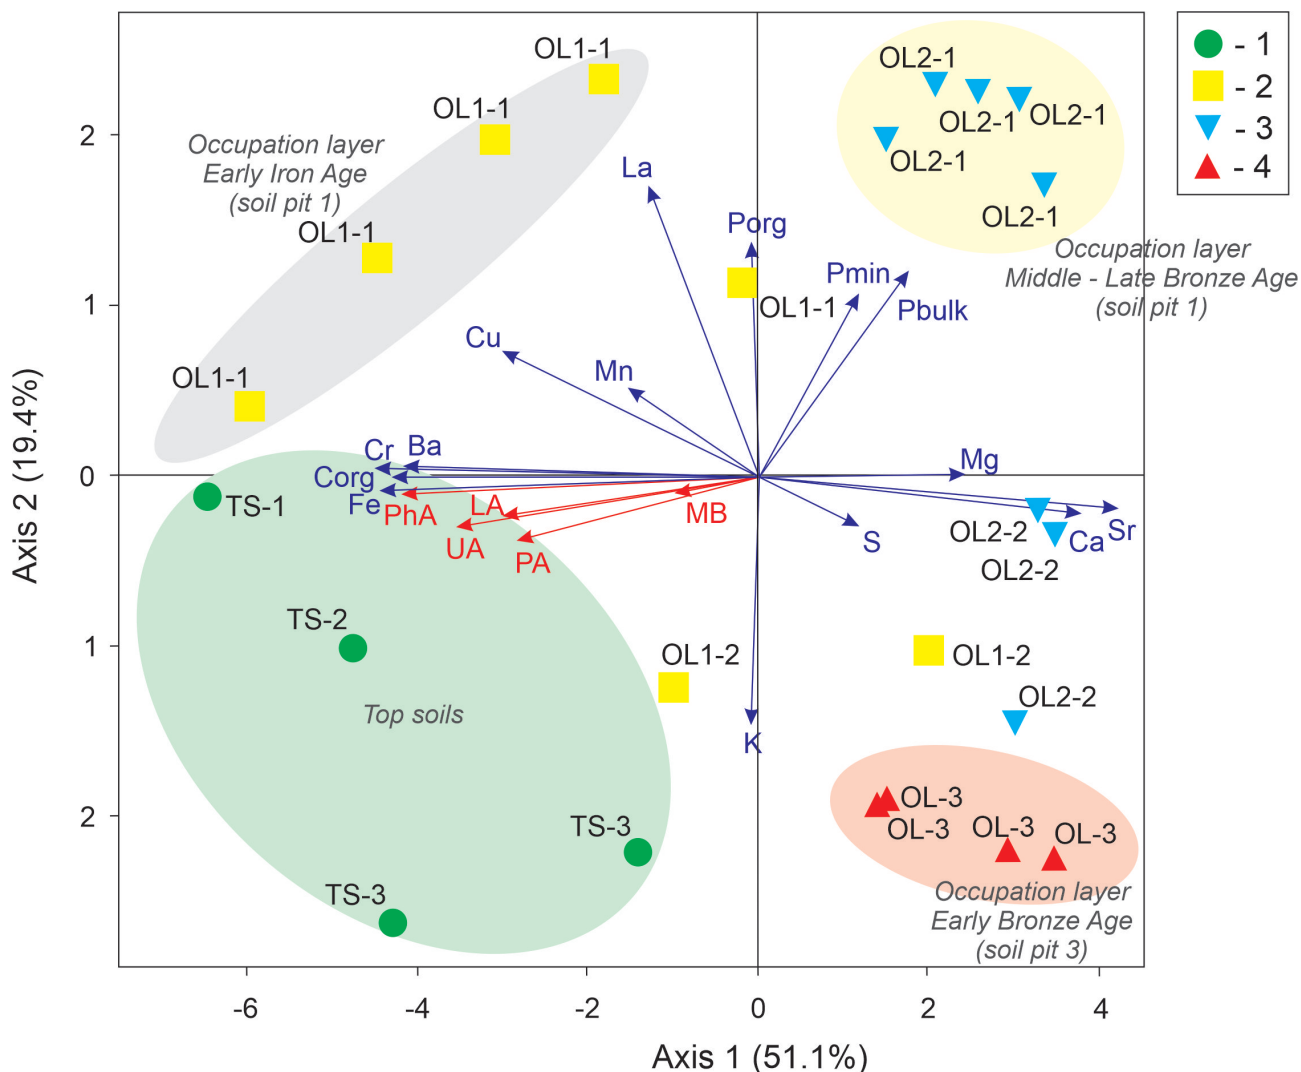 OL1-1
OL2-1
- 1
- 2
- 3
- 4
OL1-1
OL2-1
OL2-1
OL2-1
OL2-1
2
Occupation layer
Early Iron Age
(soil pit 1)
La
Porg
OL1-1
Occupation layer
Middle - Late Bronze Age
(soil pit 1)
Pmin
Pbulk
OL1-1
1
Cu
Mn
OL1-1
Cr
Ba
Mg
0
Corg
Fe
PhA
LA
MB
TS-1
UA
PA
S
OL2-2
Ca
Sr
OL2-2
Axis 2 (19.4%)
TS-2
1
OL1-2
OL1-2
OL2-2
Top soils
K
2
TS-3
OL-3
OL-3
OL-3
OL-3
TS-3
Occupation layer
Early Bronze Age
(soil pit 3)
-6
-4
-2
0
2
4
Axis 1 (51.1%)